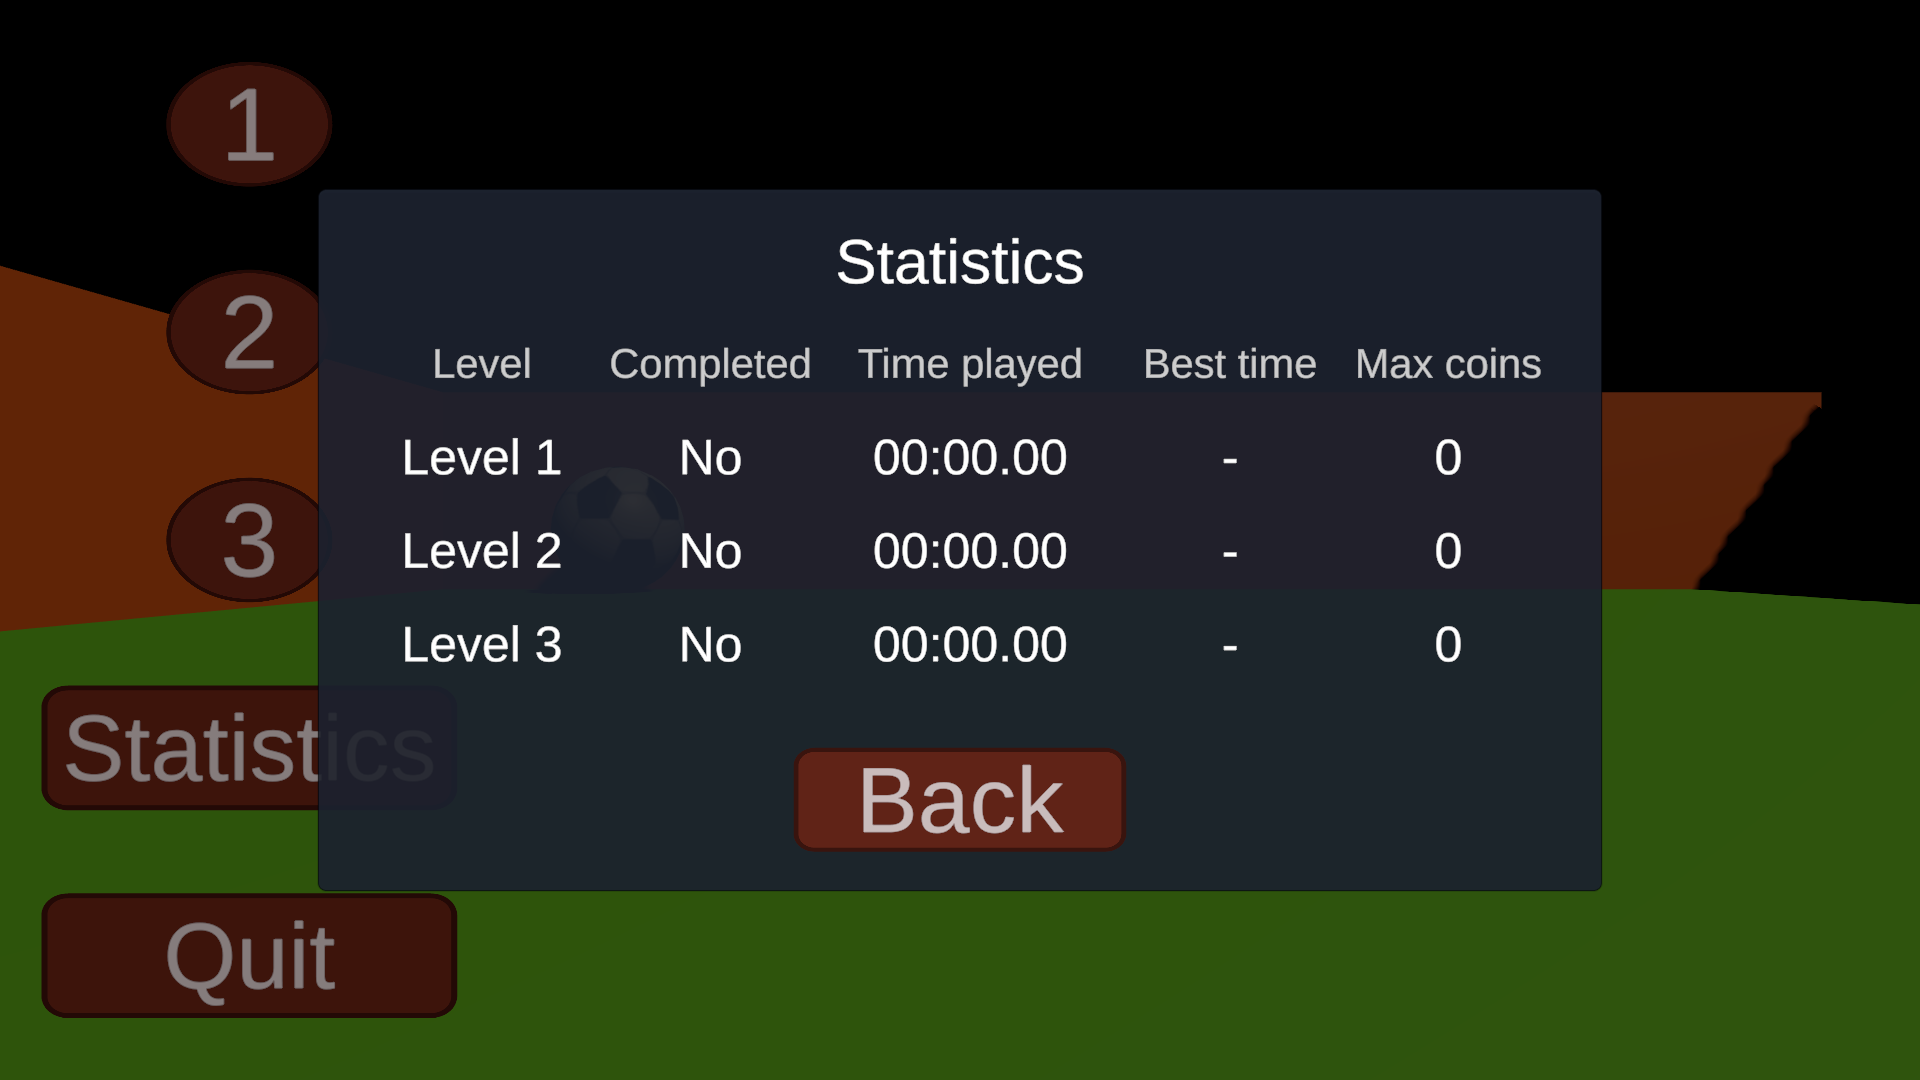 1
2
3
Statistics
Level Completed Time played Best time Max coins
Level 1 No 00:00.00 - 0
Level 2 No 00:00.00 - 0
Level 3 No 00:00.00 - 0
Back
Statistics
Quit